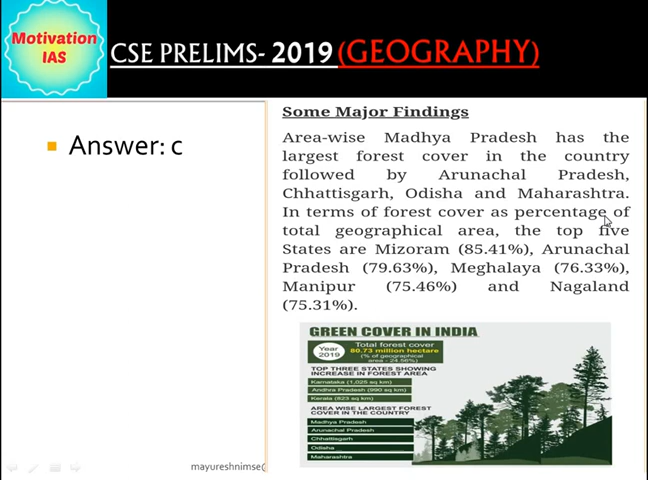 Motivation
IAS
CSE PRELIMS- 2019 (GEOGRAPHY)
Answer: c
Some Major Findings
Area-wise Madhya Pradesh has the
largest forest cover in the country
followed by Arunachal Pradesh,
Chhattisgarh, Odisha and Maharashtra.
In terms of forest cover as percentage of
total geographical area, the top five
States are Mizoram (85.41%), Arunachal
Pradesh (79.63%), Meghalaya (76.33%),
Manipur (75.46%) and Nagaland
(75.31%).
GREEN COVER IN INDIA
Year
2019
Total forest cover
80.73 million hectare
(% of geographical
area - 24.56%)
TOP THREE STATES SHOWING
INCREASE IN FOREST AREA
Karnataka (1,025 sq km)
Andhra Pradesh (990 sq km)
Kerala (823 sq km)
AREA WISE LARGEST FOREST
COVER IN THE COUNTRY
Madhya Pradesh
Arunachal Pradesh
Chhattisgarh
Odisha
Maharashtra
mayureshnimse@